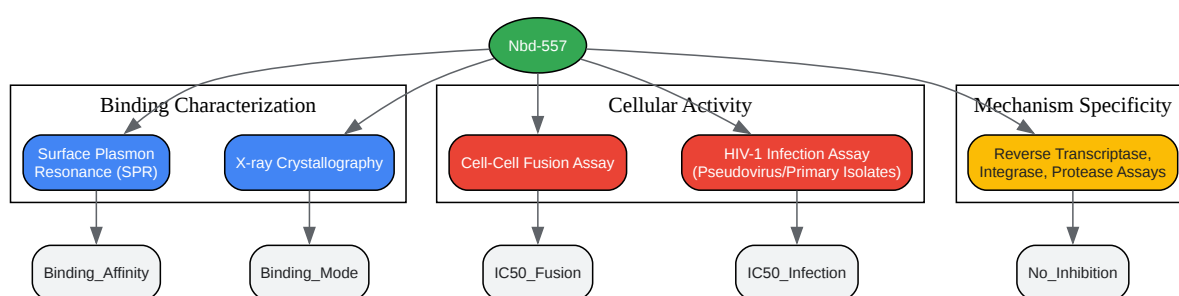 Nbd-557
Binding Characterization
Cellular Activity
Mechanism Specificity
Surface Plasmon
Resonance (SPR)
X-ray Crystallography
Cell-Cell Fusion Assay
HIV-1 Infection Assay
(Pseudovirus/Primary Isolates)
Reverse Transcriptase,
Integrase, Protease Assays
Binding_Affinity
Binding_Mode
IC50_Fusion
IC50_Infection
No_Inhibition